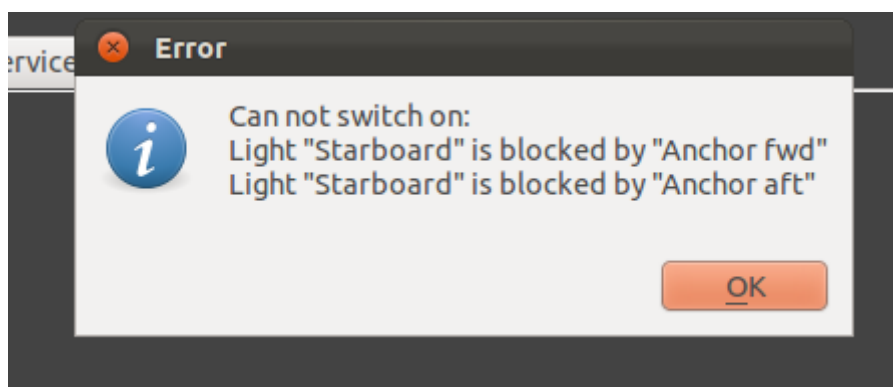 ervice
Error
Can not switch on:
Light "Starboard" is blocked by "Anchor fwd"
Light "Starboard" is blocked by "Anchor aft"
OK